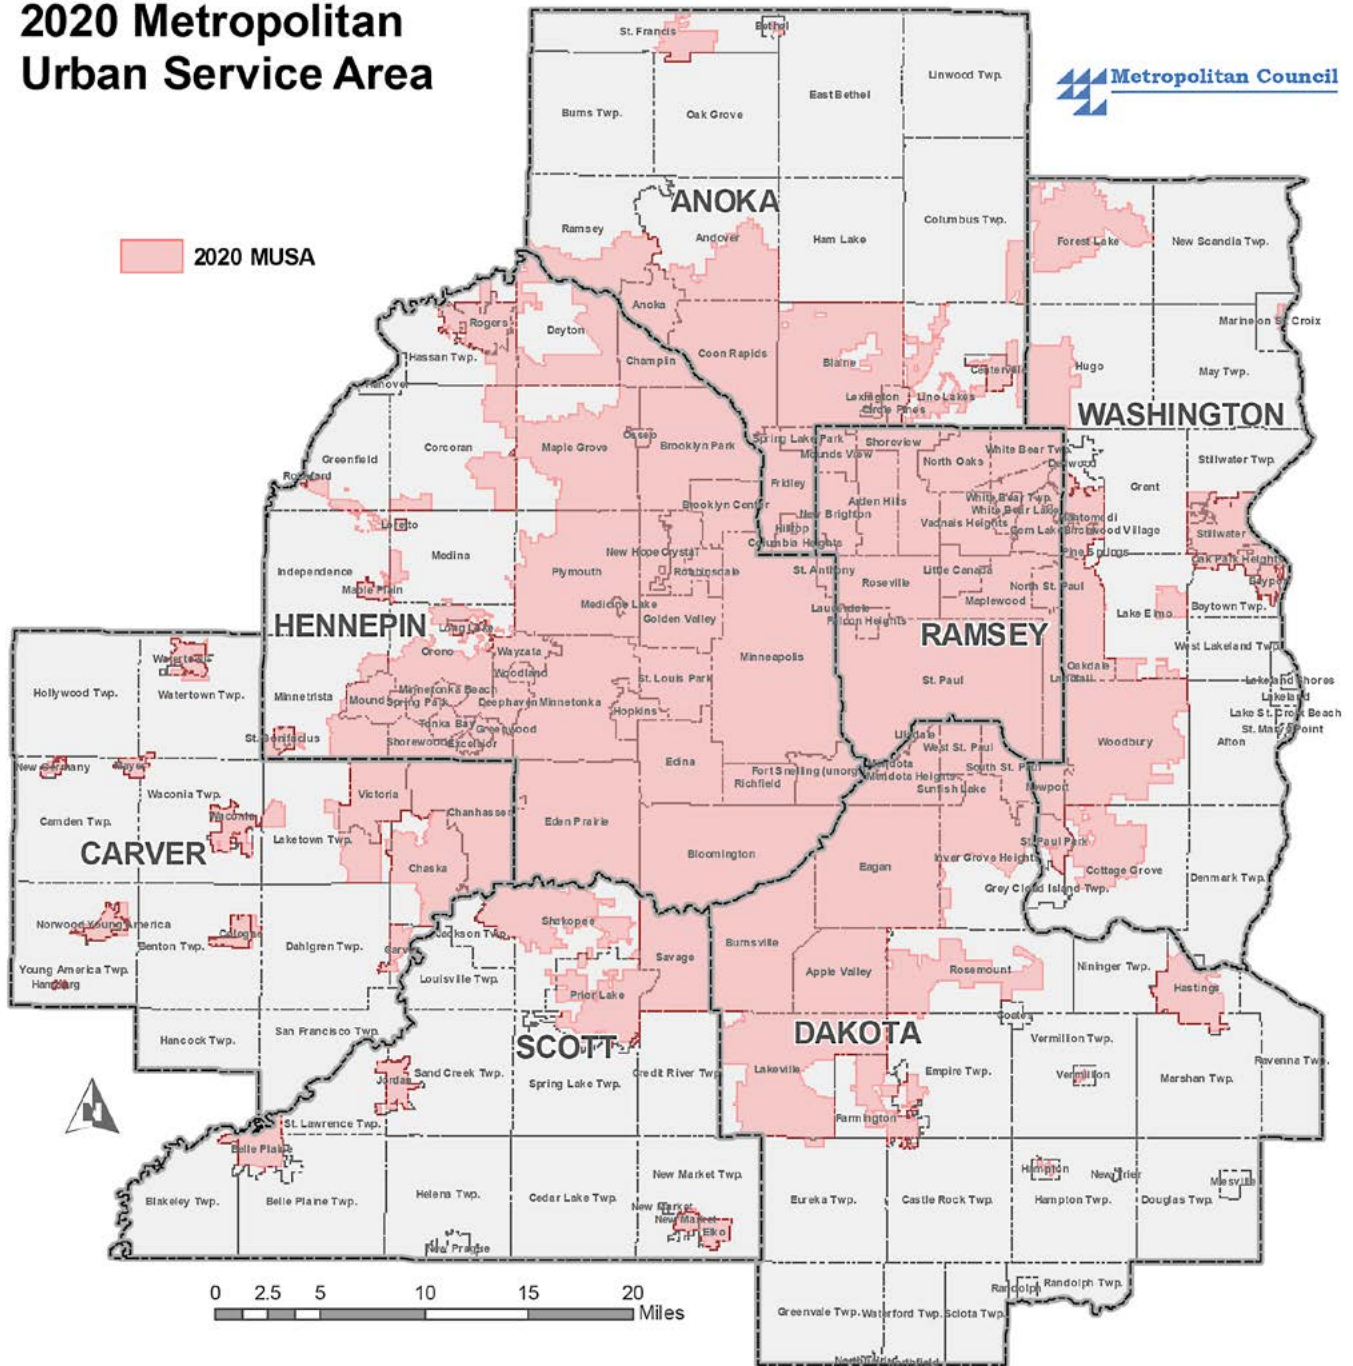 2020 Metropolitan
Urban Service Area
Metropolitan Council
2020 MUSA
St. Francis
Bethel
Linwood Twp.
East Bethel
Burns Twp.
Oak Grove
ANOKA
Ramsey
Andover
Ham Lake
Columbus Twp.
Forest Lake
New Scandia Twp.
Anoka
Rogers
Dayton
Marine on St. Croix
Hassan Twp.
Champlin
Coon Rapids
Blaine
Centerville
Hugo
May Twp.
Hanover
Lexington
Lino Lakes
Circle Pines
WASHINGTON
Corcoran
Maple Grove
Osseo
Brooklyn Park
Spring Lake Park
Mounds View
Shoreview
North Oaks
White Bear Twp.
Dellwood
Stillwater Twp.
Greenfield
Rockford
Fridley
Grant
Brooklyn Center
Arden Hills
White Bear Twp.
White Bear Lake
New Brighton
Vadnais Heights
Gem Lake
Birchwood Village
Mahtomedi
Loretto
Hilltop
Columbia Heights
Stillwater
Medina
New Hope
Crystal
Pine Springs
Oak Park Heights
Independence
Plymouth
Robbinsdale
St. Anthony
Roseville
Little Canada
North St. Paul
Bayport
Maple Plain
Medicine Lake
Lauderdale
Maplewood
Lake Elmo
Baytown Twp.
Golden Valley
Falcon Heights
HENNEPIN
Long Lake
RAMSEY
Orono
Wayzata
Minneapolis
West Lakeland Twp.
Watertown
Woodland
Oakdale
Hollywood Twp.
Watertown Twp.
Minnetrista
Mound
Minnetonka Beach
Spring Park
Deephaven
Minnetonka
St. Louis Park
St. Paul
Landfall
Lakeland Shores
Lakeland
Hopkins
Lake St. Croix Beach
Tonka Bay
Greenwood
St. Marys Point
St. Bonifacius
Shorewood
Excelsior
Lilydale
West St. Paul
Woodbury
Afton
New Germany
Mayer
Edina
Fort Snelling (unorg.)
Mendota
Mendota Heights
South St. Paul
Richfield
Sunfish Lake
Newport
Waconia Twp.
Victoria
Camden Twp.
Waconia
Laketown Twp.
Chanhassen
Eden Prairie
CARVER
Chaska
Bloomington
Eagan
Inver Grove Heights
St. Paul Park
Cottage Grove
Grey Cloud Island Twp.
Denmark Twp.
Norwood Young America
Cologne
Benton Twp.
Dahlgren Twp.
Carver
Jackson Twp.
Shakopee
Savage
Burnsville
Young America Twp.
Hamburg
Louisville Twp.
Prior Lake
Apple Valley
Rosemount
Nininger Twp.
Hastings
Coates
San Francisco Twp.
Hancock Twp.
SCOTT
DAKOTA
Vermillion Twp.
Ravenna Twp.
Jordan
Sand Creek Twp.
Spring Lake Twp.
Credit River Twp.
Lakeville
Empire Twp.
Vermillion
Marshan Twp.
N
St. Lawrence Twp.
Farmington
Belle Plaine
Blakeley Twp.
Belle Plaine Twp.
Helena Twp.
Cedar Lake Twp.
New Market Twp.
New Market
New Market
Elko
Eureka Twp.
Castle Rock Twp.
Hampton
New Trier
Hampton Twp.
Douglas Twp.
Miesville
New Prague
0 2.5 5 10 15 20
Miles
Randolph
Randolph Twp.
Greenvale Twp.
Waterford Twp.
Sciota Twp.
Northfield